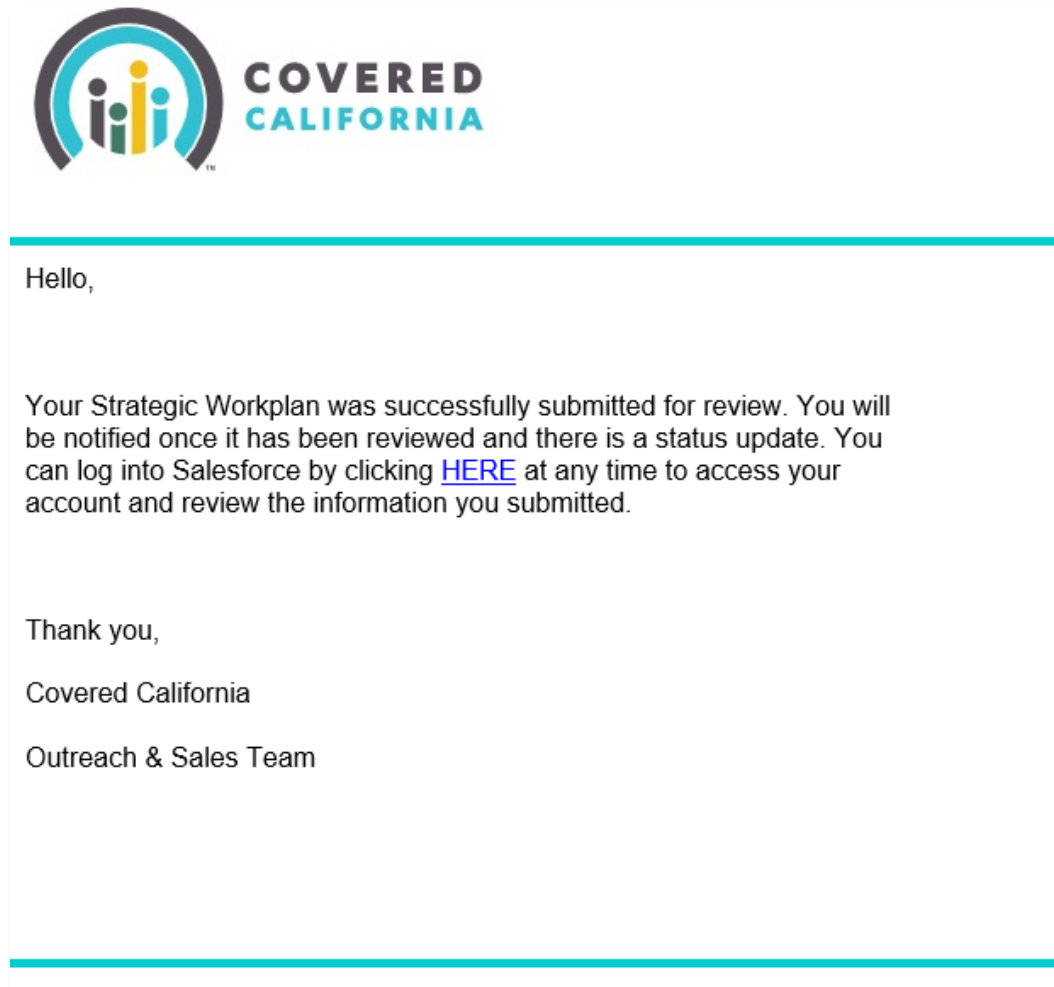 COVERED
CALIFORNIA
TM
Hello,
Your Strategic Workplan was successfully submitted for review. You will
be notified once it has been reviewed and there is a status update. You
can log into Salesforce by clicking HERE at any time to access your
account and review the information you submitted.
Thank you,
Covered California
Outreach & Sales Team